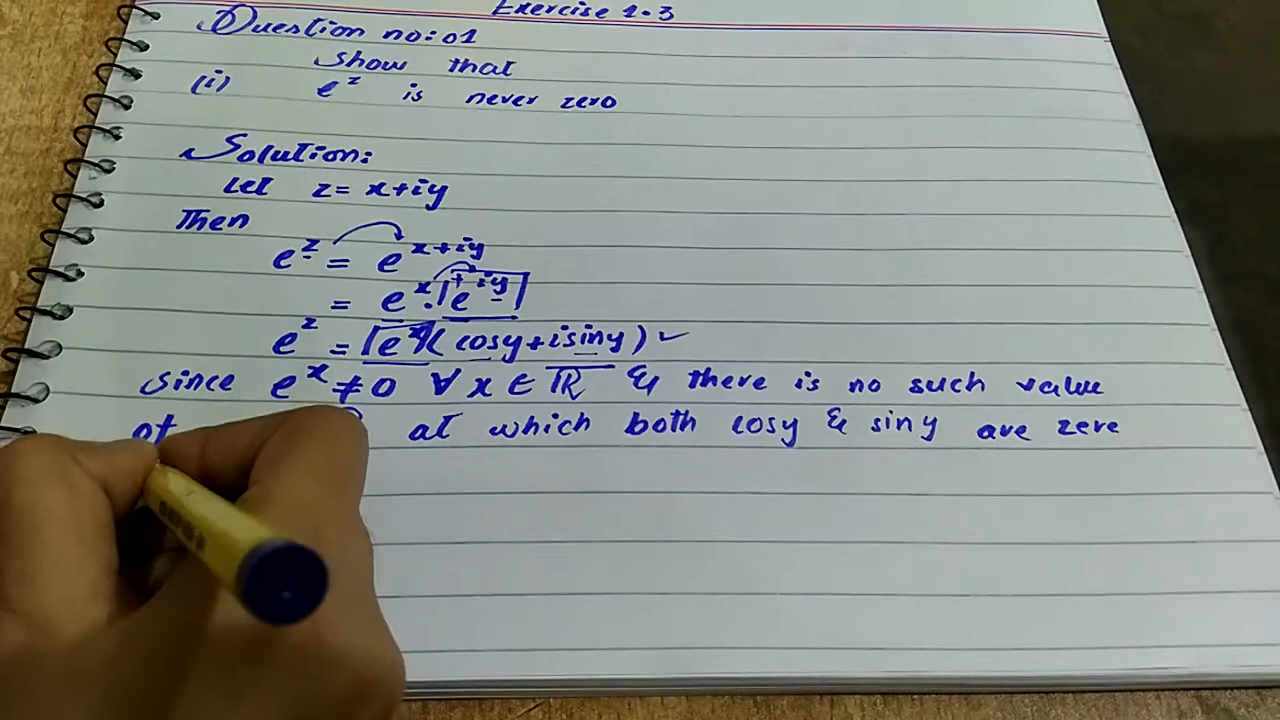 Exercise 1.3
Question no:01
Show that
(i) e^z is never zero
Solution:
Let z = x+iy
Then
e^z = e^x+iy
= e^x . e^+iy
e^z = e^x ( cosy+isiny ) ✓
since e^x ≠ 0 ∀ x ∈ ℝ & there is no such value
of at which both cosy & siny are zero